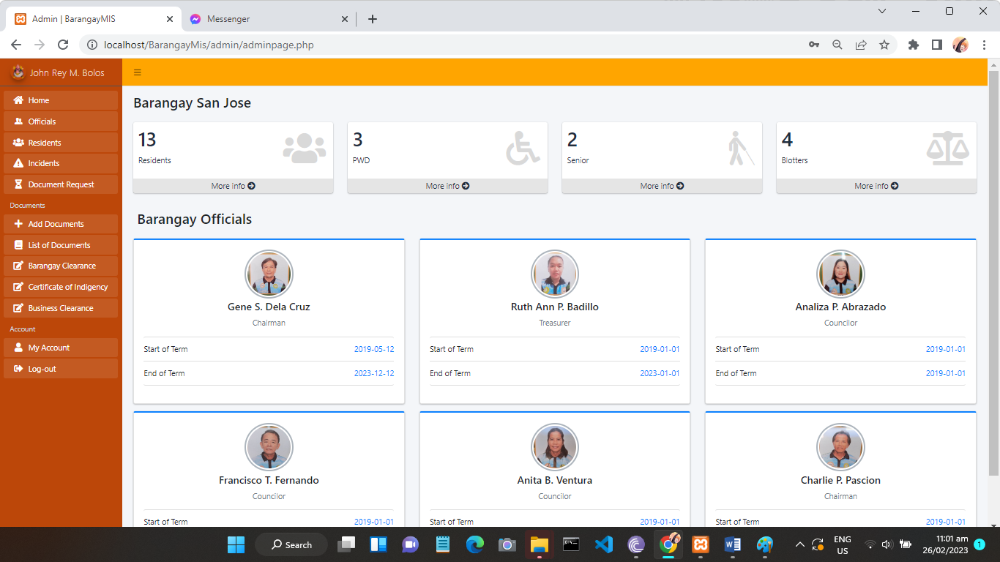 Admin | BarangayMIS
Messenger
localhost/BarangayMis/admin/adminpage.php
John Rey M. Bolos
Home
Officials
Residents
Incidents
Document Request
Documents
Add Documents
List of Documents
Barangay Clearance
Certificate of Indigency
Business Clearance
Account
My Account
Log-out
Barangay San Jose
13
Residents
More info
3
PWD
More info
2
Senior
More info
4
Blotters
More info
Barangay Officials
Gene S. Dela Cruz
Chairman
Start of Term 2019-05-12
End of Term 2023-12-12
Ruth Ann P. Badillo
Treasurer
Start of Term 2019-01-01
End of Term 2023-01-01
Analiza P. Abrazado
Councilor
Start of Term 2019-01-01
End of Term 2019-01-01
Francisco T. Fernando
Councilor
Start of Term 2019-01-01
Anita B. Ventura
Councilor
Start of Term 2019-01-01
Charlie P. Pascion
Chairman
Start of Term 2019-01-01
Search
ENG
US
11:01 am
26/02/2023
1